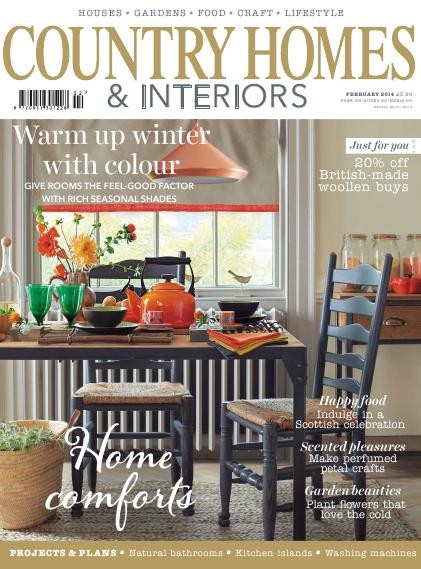 HOUSES • GARDENS • FOOD • CRAFT • LIFESTYLE
COUNTRY HOMES
& INTERIORS
FEBRUARY 2014 £3.99
Warm up winter
with colour
GIVE ROOMS THE FEEL-GOOD FACTOR
WITH RICH SEASONAL SHADES
Just for you
20% off
British-made
woollen buys
Home
comforts
Happy food
Indulge in a
Scottish celebration
Scented pleasures
Make perfumed
petal crafts
Garden beauties
Plant flowers that
love the cold
PROJECTS & PLANS • Natural bathrooms • Kitchen islands • Washing machines